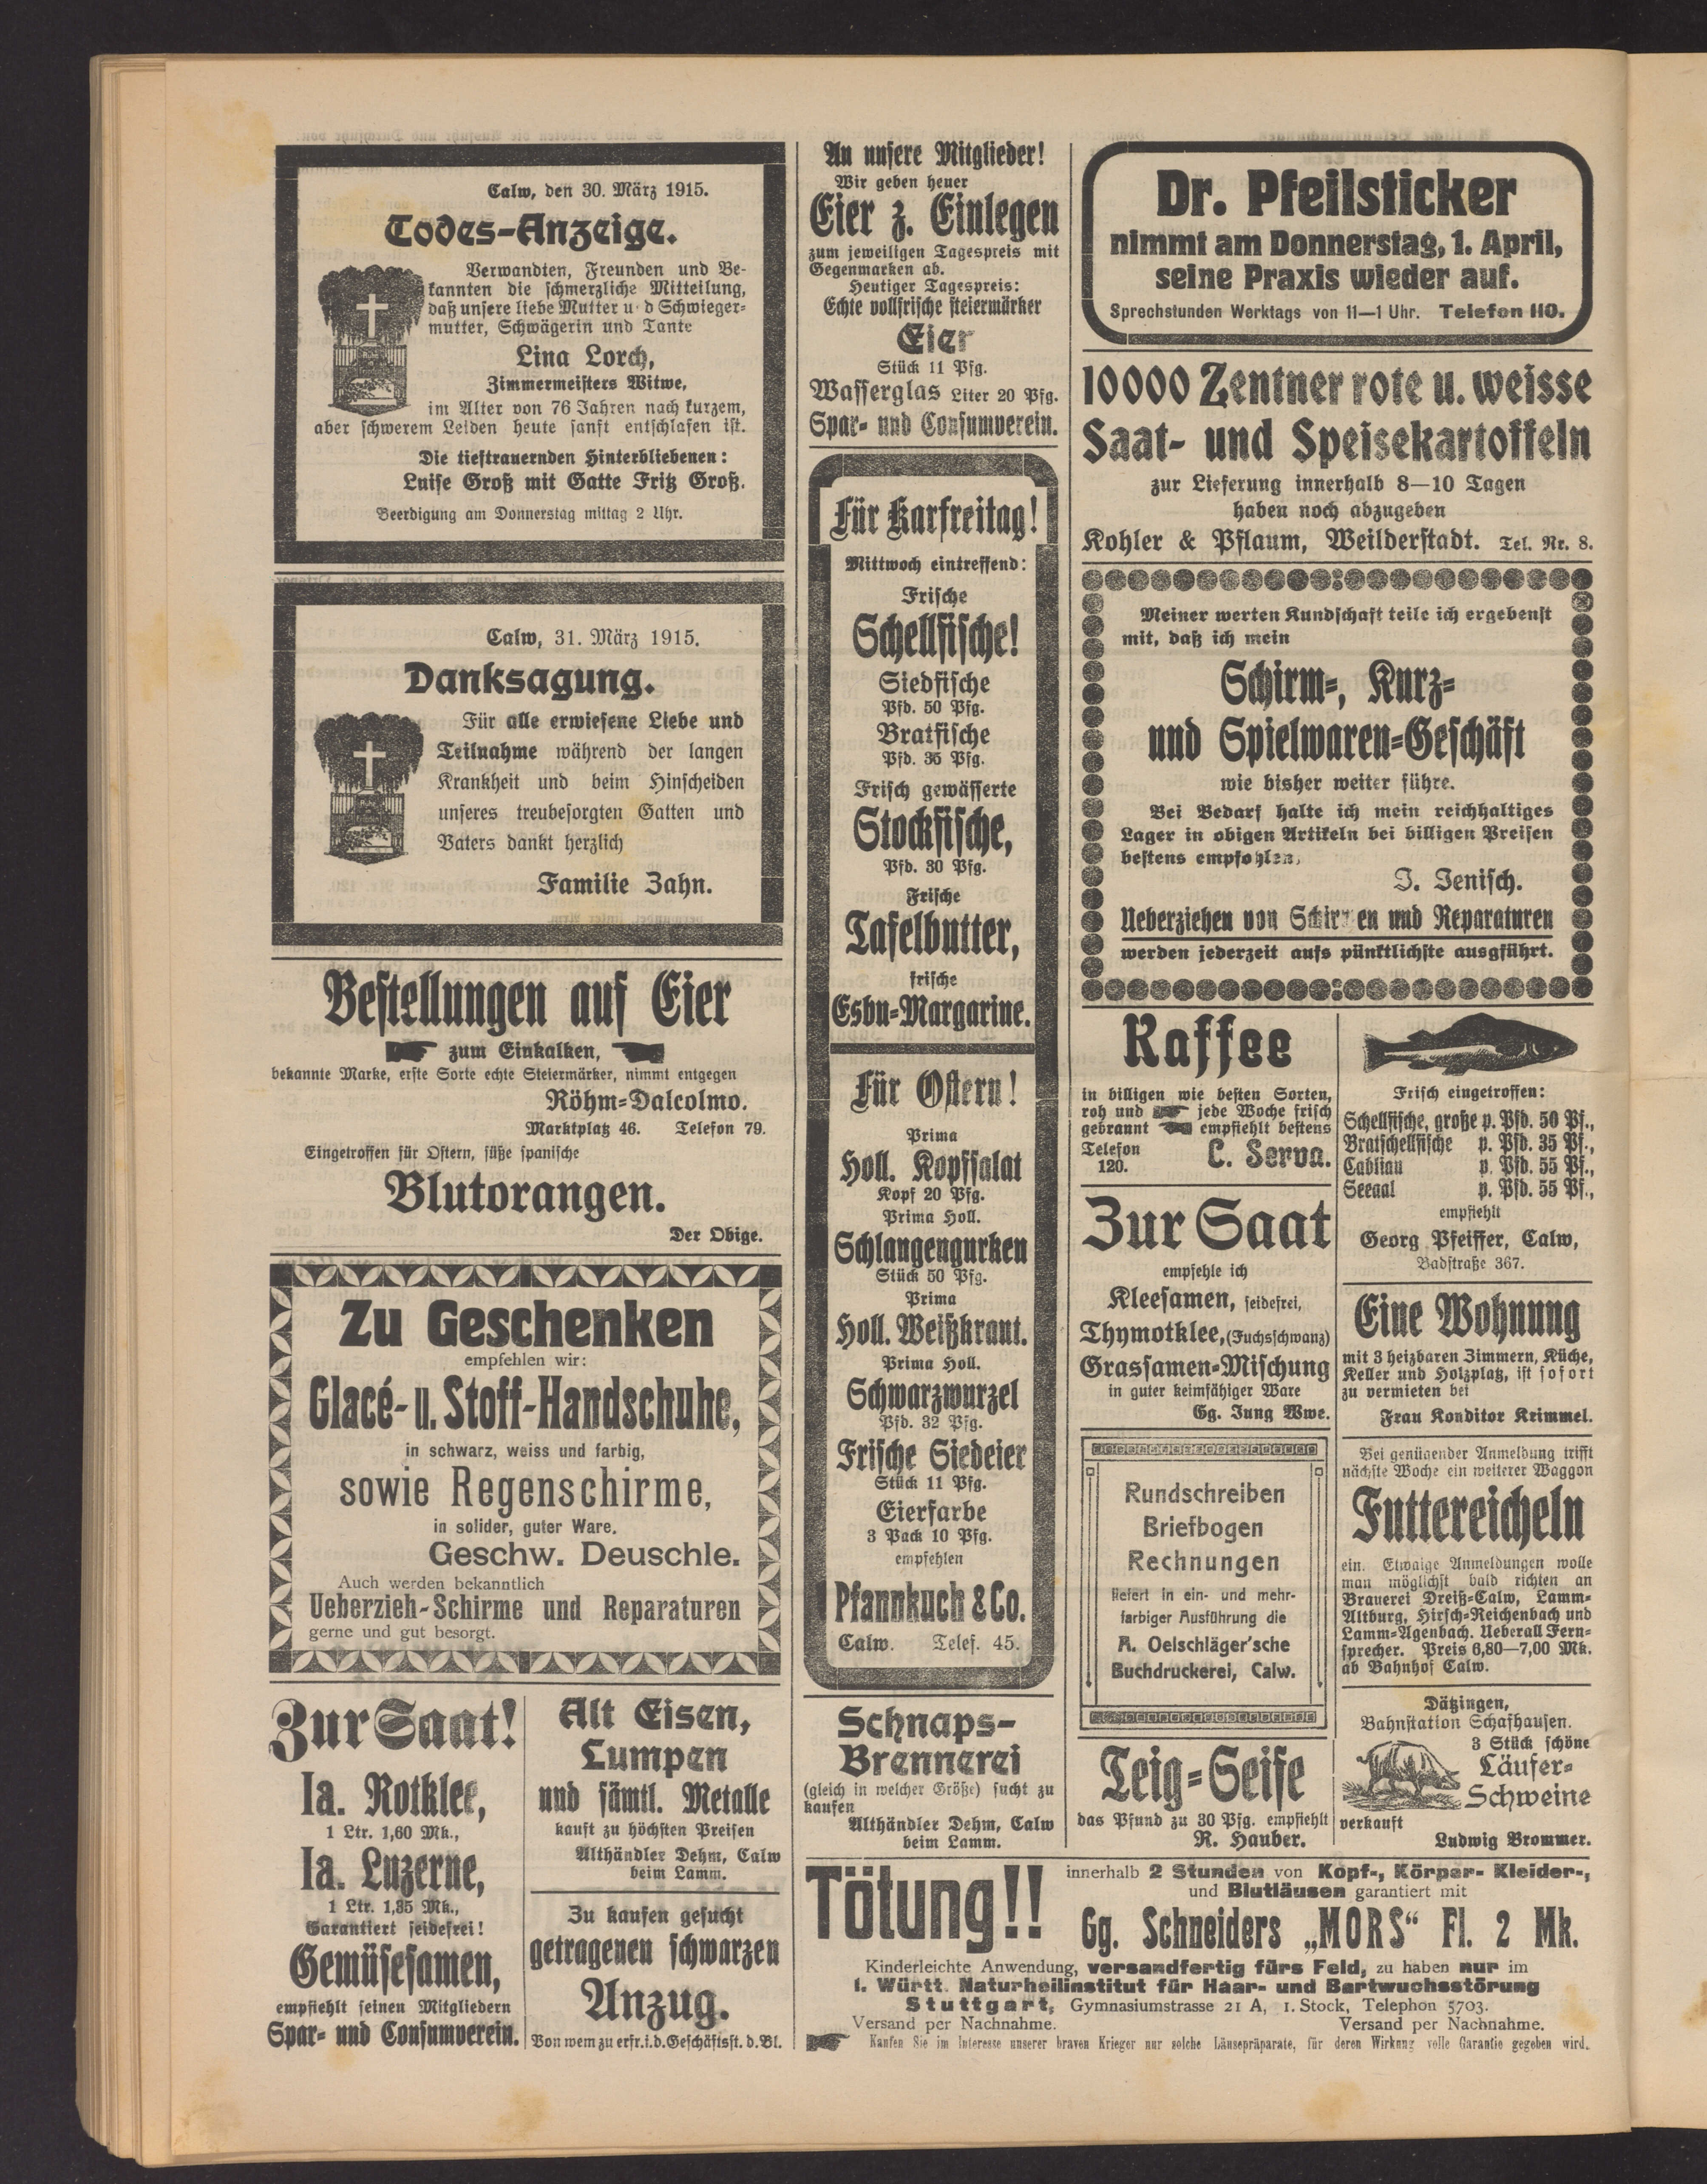 Calw, den 30. März 1915.
Todes-Anzeige.
Verwandten, Freunden und Be-
kannten die schmerzliche Mitteilung,
daß unsere liebe Mutter u d Schwieger-
mutter, Schwägerin und Tante
Lina Lorch,
Zimmermeisters Witwe,
im Alter von 76 Jahren nach kurzem,
aber schwerem Leiden heute sanft entschlafen ist.
Die tieftrauernden Hinterbliebenen:
Luise Groß mit Gatte Fritz Groß.
Beerdigung am Donnerstag mittag 2 Uhr.
Calw, 31. März 1915.
Danksagung.
Für alle erwiesene Liebe und
Teilnahme während der langen
Krankheit und beim Hinscheiden
unseres treubesorgten Gatten und
Vaters dankt herzlich
Familie Zahn.
Bestellungen auf Eier
zum Einkalken,
bekannte Marke, erste Sorte echte Steiermärker, nimmt entgegen
Röhm-Dalcolmo.
Marktplatz 46. Telefon 79.
Eingetroffen für Ostern, süße spanische
Blutorangen.
Der Obige.
Zu Geschenken
empfehlen wir:
Glacé- u. Stoff-Handschuhe,
in schwarz, weiss und farbig,
sowie Regenschirme,
in solider, guter Ware.
Geschw. Deuschle.
Auch werden bekanntlich
Ueberzieh-Schirme und Reparaturen
gerne und gut besorgt.
Zur Saat!
Ia. Rotklee,
1 Ltr. 1,60 Mk.,
Ia. Luzerne,
1 Ltr. 1,85 Mk.,
Garantiert seidefrei!
Gemüsesamen,
empfiehlt seinen Mitgliedern
Spar- und Consumverein.
Alt Eisen,
Lumpen
und sämtl. Metalle
kauft zu höchsten Preisen
Althändler Dehm, Calw
beim Lamm.
Zu kaufen gesucht
getragenen schwarzen
Anzug.
Von wem zu erfr.i.d.Geschäftsst.d.Bl.
An unsere Mitglieder!
Wir geben heuer
Eier z. Einlegen
zum jeweiligen Tagespreis mit
Gegenmarken ab.
Heutiger Tagespreis:
Echte vollfrische steiermärker
Eier
Stück 11 Pfg.
Wasserglas Liter 20 Pfg.
Spar- und Consumverein.
Für Karfreitag!
Mittwoch eintreffend:
Frische
Schellfische!
Siedfische
Pfd. 50 Pfg.
Bratfische
Pfd. 35 Pfg.
Frisch gewässerte
Stockfische,
Pfd. 30 Pfg.
Frische
Tafelbutter,
frische
Esbu-Margarine.
Für Ostern!
Prima
Holl. Kopfsalat
Kopf 20 Pfg.
Prima Holl.
Schlangengurken
Stück 50 Pfg.
Prima
Holl. Weißkraut.
Prima Holl.
Schwarzwurzel
Pfd. 32 Pfg.
Frische Siedeier
Stück 11 Pfg.
Eierfarbe
3 Pack 10 Pfg.
empfehlen
Pfannkuch & Co.
Calw. Telef. 45.
Schnaps-
Brennerei
(gleich in welcher Größe) sucht zu
kaufen
Althändler Dehm, Calw
beim Lamm.
Dr. Pfeilsticker
nimmt am Donnerstag, 1. April,
seine Praxis wieder auf.
Sprechstunden Werktags von 11—1 Uhr. Telefon 110.
10000 Zentner rote u. weisse
Saat- und Speisekartoffeln
zur Lieferung innerhalb 8—10 Tagen
haben noch abzugeben
Kohler & Pflaum, Weilderstadt. Tel. Nr. 8.
Meiner werten Kundschaft teile ich ergebenst
mit, daß ich mein
Schirm-, Kurz-
und Spielwaren-Geschäft
wie bisher weiter führe.
Bei Bedarf halte ich mein reichhaltiges
Lager in obigen Artikeln bei billigen Preisen
bestens empfohlen,
J. Jenisch.
Ueberziehen von Schirmen und Reparaturen
werden jederzeit aufs pünktlichste ausgführt.
Kaffee
in billigen wie besten Sorten,
roh und jede Woche frisch
gebrannt empfiehlt bestens
Telefon
120. C. Serva.
Zur Saat
empfehle ich
Kleesamen, seidefrei,
Thymotklee, (Fuchsschwanz)
Grassamen-Mischung
in guter keimfähiger Ware
Gg. Jung Wwe.
Rundschreiben
Briefbogen
Rechnungen
liefert in ein- und mehr-
farbiger Ausführung die
A. Oelschläger'sche
Buchdruckerei, Calw.
Teig-Seife
das Pfund zu 30 Pfg. empfiehlt
R. Hauber.
Frisch eingetroffen:
Schellfische, große p. Pfd. 50 Pf.,
Bratschellfische p. Pfd. 35 Pf.,
Cabliau p. Pfd. 55 Pf.,
Seeaal p. Pfd. 55 Pf.,
empfiehlt
Georg Pfeiffer, Calw,
Badstraße 367.
Eine Wohnung
mit 3 heizbaren Zimmern, Küche,
Keller und Holzplatz, ist sofort
zu vermieten bei
Frau Konditor Krimmel.
Bei genügender Anmeldung trifft
nächste Woche ein weiterer Waggon
Futtereicheln
ein. Etwaige Anmeldungen wolle
man möglichst bald richten an
Brauerei Dreiß-Calw, Lamm-
Altburg, Hirsch-Reichenbach und
Lamm-Agenbach. Ueberall Fern-
sprecher. Preis 6,80—7,00 Mk.
ab Bahnhof Calw.
Dätzingen,
Bahnstation Schafhausen.
3 Stück schöne
Läufer-
Schweine
verkauft
Ludwig Brommer.
Tötung!!
innerhalb 2 Stunden von Kopf-, Körper- Kleider-,
und Blutläusen garantiert mit
Gg. Schneiders „MORS“ Fl. 2 Mk.
Kinderleichte Anwendung, versandfertig fürs Feld, zu haben nur im
1. Württ. Naturheilinstitut für Haar- und Bartwuchsstörung
Stuttgart, Gymnasiumstrasse 21 A, 1. Stock, Telephon 5703.
Versand per Nachnahme. Versand per Nachnahme.
Kaufen Sie im Interesse unserer braven Krieger nur solche Läusepräparate, für deren Wirkung volle Garantie gegeben wird.